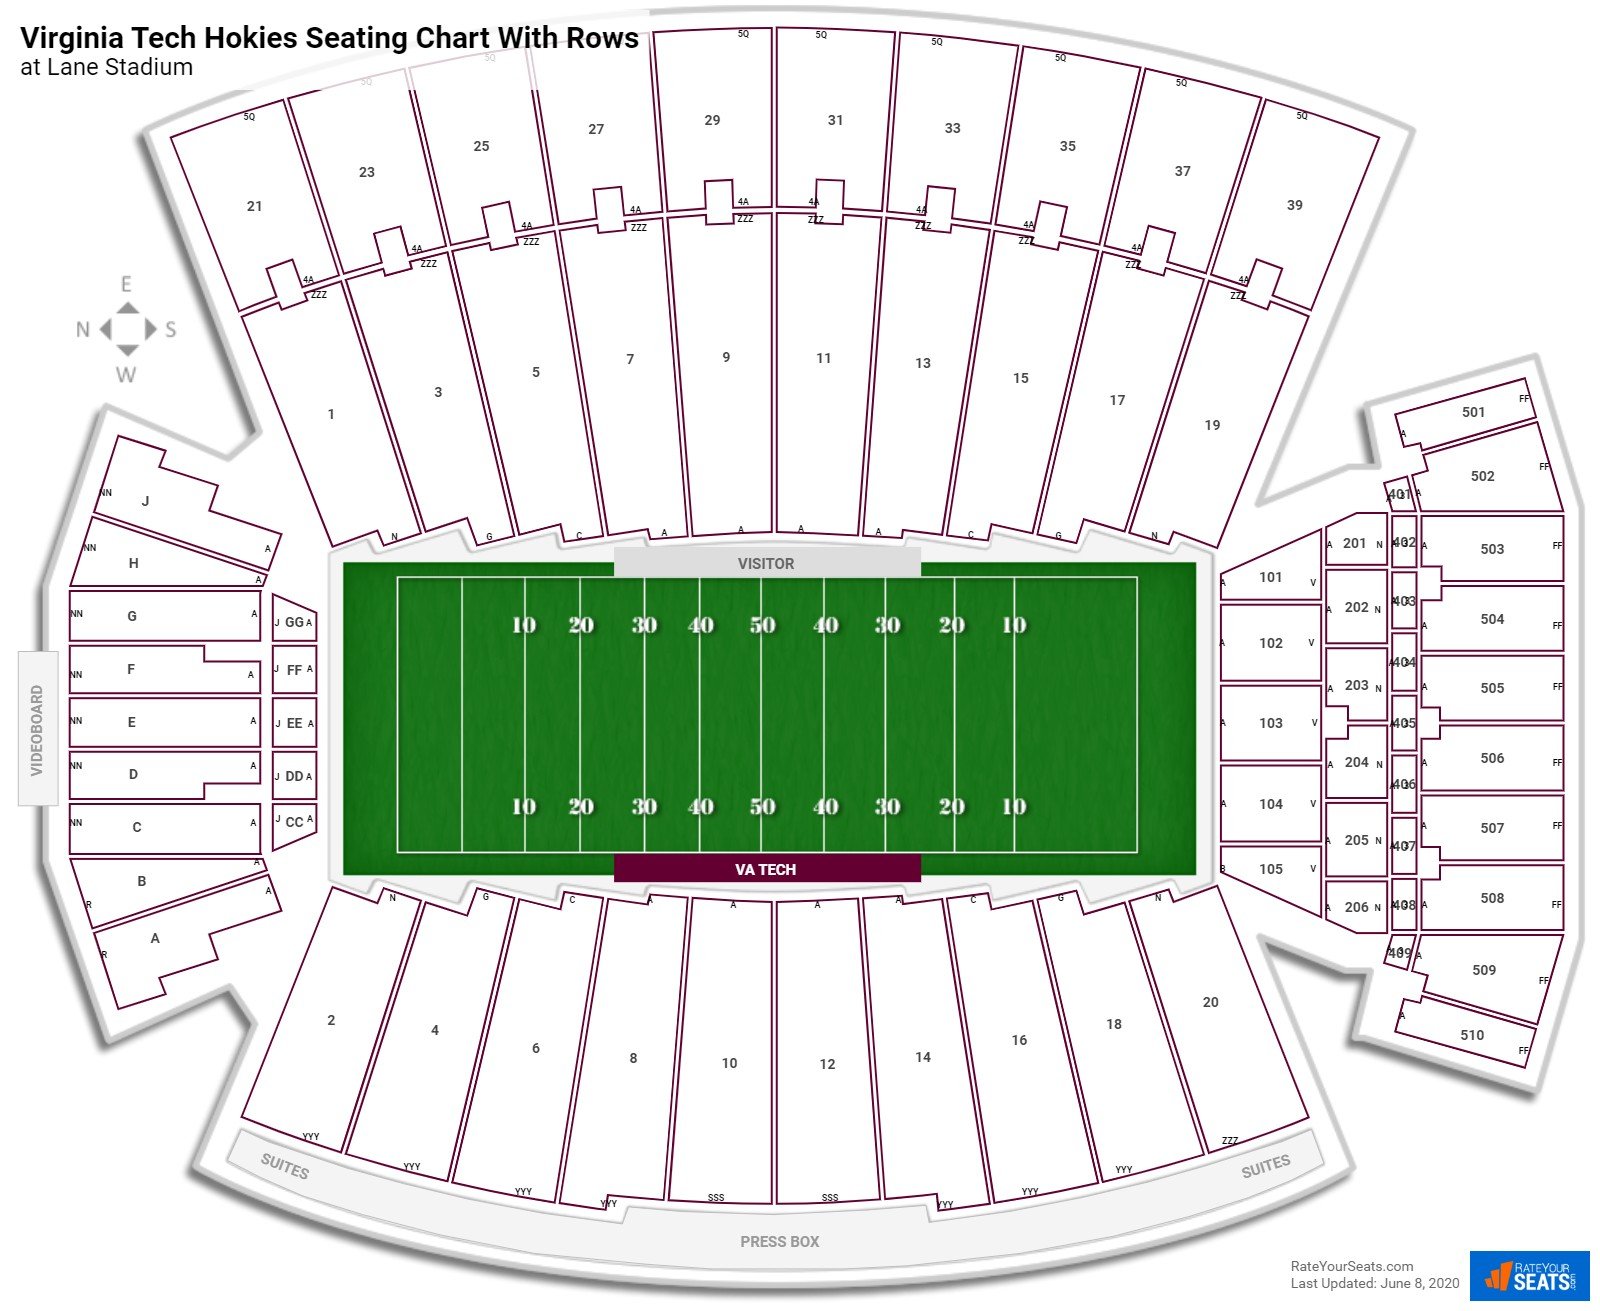 Virginia Tech Hokies Seating Chart With Rows
at Lane Stadium
5Q 5Q 5Q 5Q 5Q 5Q 5Q 5Q 5Q
21 23 25 27 29 31 33 35 37 39
4A 4A 4A 4A 4A 4A 4A 4A 4A 4A
ZZZ ZZZ ZZZ ZZZ ZZZ ZZZ ZZZ ZZZ ZZZ ZZZ
E
N S
W
1 3 5 7 9 11 13 15 17 19
N G C A A A A C G N
VISITOR
10 20 30 40 50 40 30 20 10
10 20 30 40 50 40 30 20 10
VA TECH
N G C A A A A C G N
2 4 6 8 10 12 14 16 18 20
YYY YYY YYY YYY SSS SSS YYY YYY YYY ZZZ
SUITES
PRESS BOX
SUITES
VIDEOBOARD
NN J A
NN H A
NN G A
NN F A
NN E A
NN D A
NN C A
R B A
R A A
J GG A
J FF A
J EE A
J DD A
J CC A
A 101 V
A 102 V
A 103 V
A 104 V
B 105 V
A 201 N
A 202 N
A 203 N
A 204 N
A 205 N
A 206 N
401
402
403
404
405
406
407
408
409
A 501 FF
A 502 FF
A 503 FF
A 504 FF
A 505 FF
A 506 FF
A 507 FF
A 508 FF
A 509 FF
A 510 FF
RateYourSeats.com
Last Updated: June 8, 2020
RATEYOUR
SEATS.com